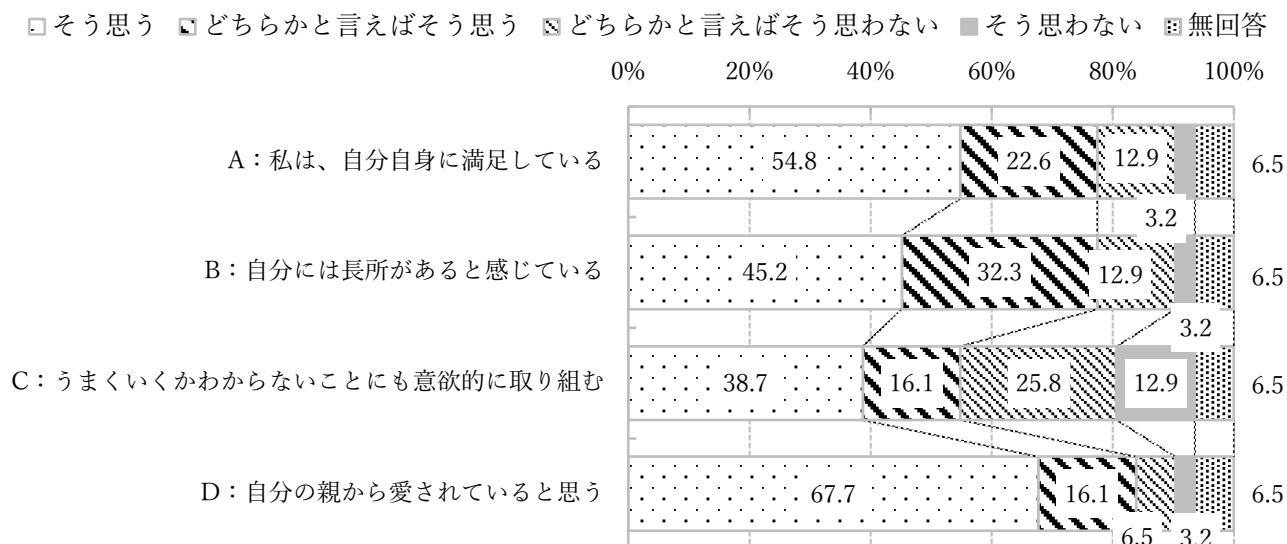 そう思う どちらかと言えばそう思う どちらかと言えばそう思わない そう思わない 無回答
0% 20% 40% 60% 80% 100%
A：私は、自分自身に満足している 54.8 22.6 12.9 6.5
3.2
B：自分には長所があると感じている 45.2 32.3 12.9 6.5
3.2
C：うまくいくかわからないことにも意欲的に取り組む 38.7 16.1 25.8 12.9 6.5
D：自分の親から愛されていると思う 67.7 16.1 6.5
6.5 3.2